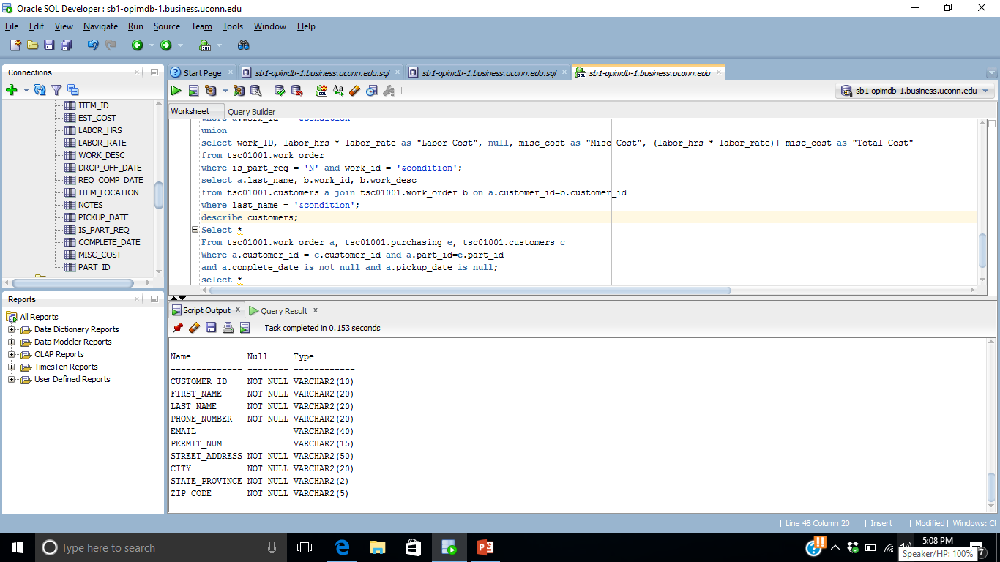 Oracle SQL Developer : sb1-opimdb-1.business.uconn.edu
File Edit View Navigate Run Source Team Tools Window Help
Connections
ITEM_ID
EST_COST
LABOR_HRS
LABOR_RATE
WORK_DESC
DROP_OFF_DATE
REQ_COMP_DATE
ITEM_LOCATION
NOTES
PICKUP_DATE
IS_PART_REQ
COMPLETE_DATE
MISC_COST
PART_ID
Reports
All Reports
Data Dictionary Reports
Data Modeler Reports
OLAP Reports
TimesTen Reports
User Defined Reports
Start Page sb1-opimdb-1.business.uconn.edu.sql sb1-opimdb-1.business.uconn.edu.sql sb1-opimdb-1.business.uconn.edu
sb1-opimdb-1.business.uconn.edu
Worksheet Query Builder
union
select work_ID, labor_hrs * labor_rate as "Labor Cost", null, misc_cost as "Misc Cost", (labor_hrs * labor_rate)+ misc_cost as "Total Cost"
from tsc01001.work_order
where is_part_req = 'N' and work_id = '&condition';
select a.last_name, b.work_id, b.work_desc
from tsc01001.customers a join tsc01001.work_order b on a.customer_id=b.customer_id
where last_name = '&condition';
describe customers;
Select *
From tsc01001.work_order a, tsc01001.purchasing e, tsc01001.customers c
Where a.customer_id = c.customer_id and a.part_id=e.part_id
and a.complete_date is not null and a.pickup_date is null;
select *
Script Output Query Result
Task completed in 0.153 seconds
Name Null Type
-------------- -------- ------------
CUSTOMER_ID NOT NULL VARCHAR2(10)
FIRST_NAME NOT NULL VARCHAR2(20)
LAST_NAME NOT NULL VARCHAR2(20)
PHONE_NUMBER NOT NULL VARCHAR2(20)
EMAIL VARCHAR2(40)
PERMIT_NUM VARCHAR2(15)
STREET_ADDRESS NOT NULL VARCHAR2(50)
CITY NOT NULL VARCHAR2(20)
STATE_PROVINCE NOT NULL VARCHAR2(2)
ZIP_CODE NOT NULL VARCHAR2(5)
Line 48 Column 20 Insert Modified Windows: CF
Type here to search
5:08 PM
Speaker/HP: 100%
7